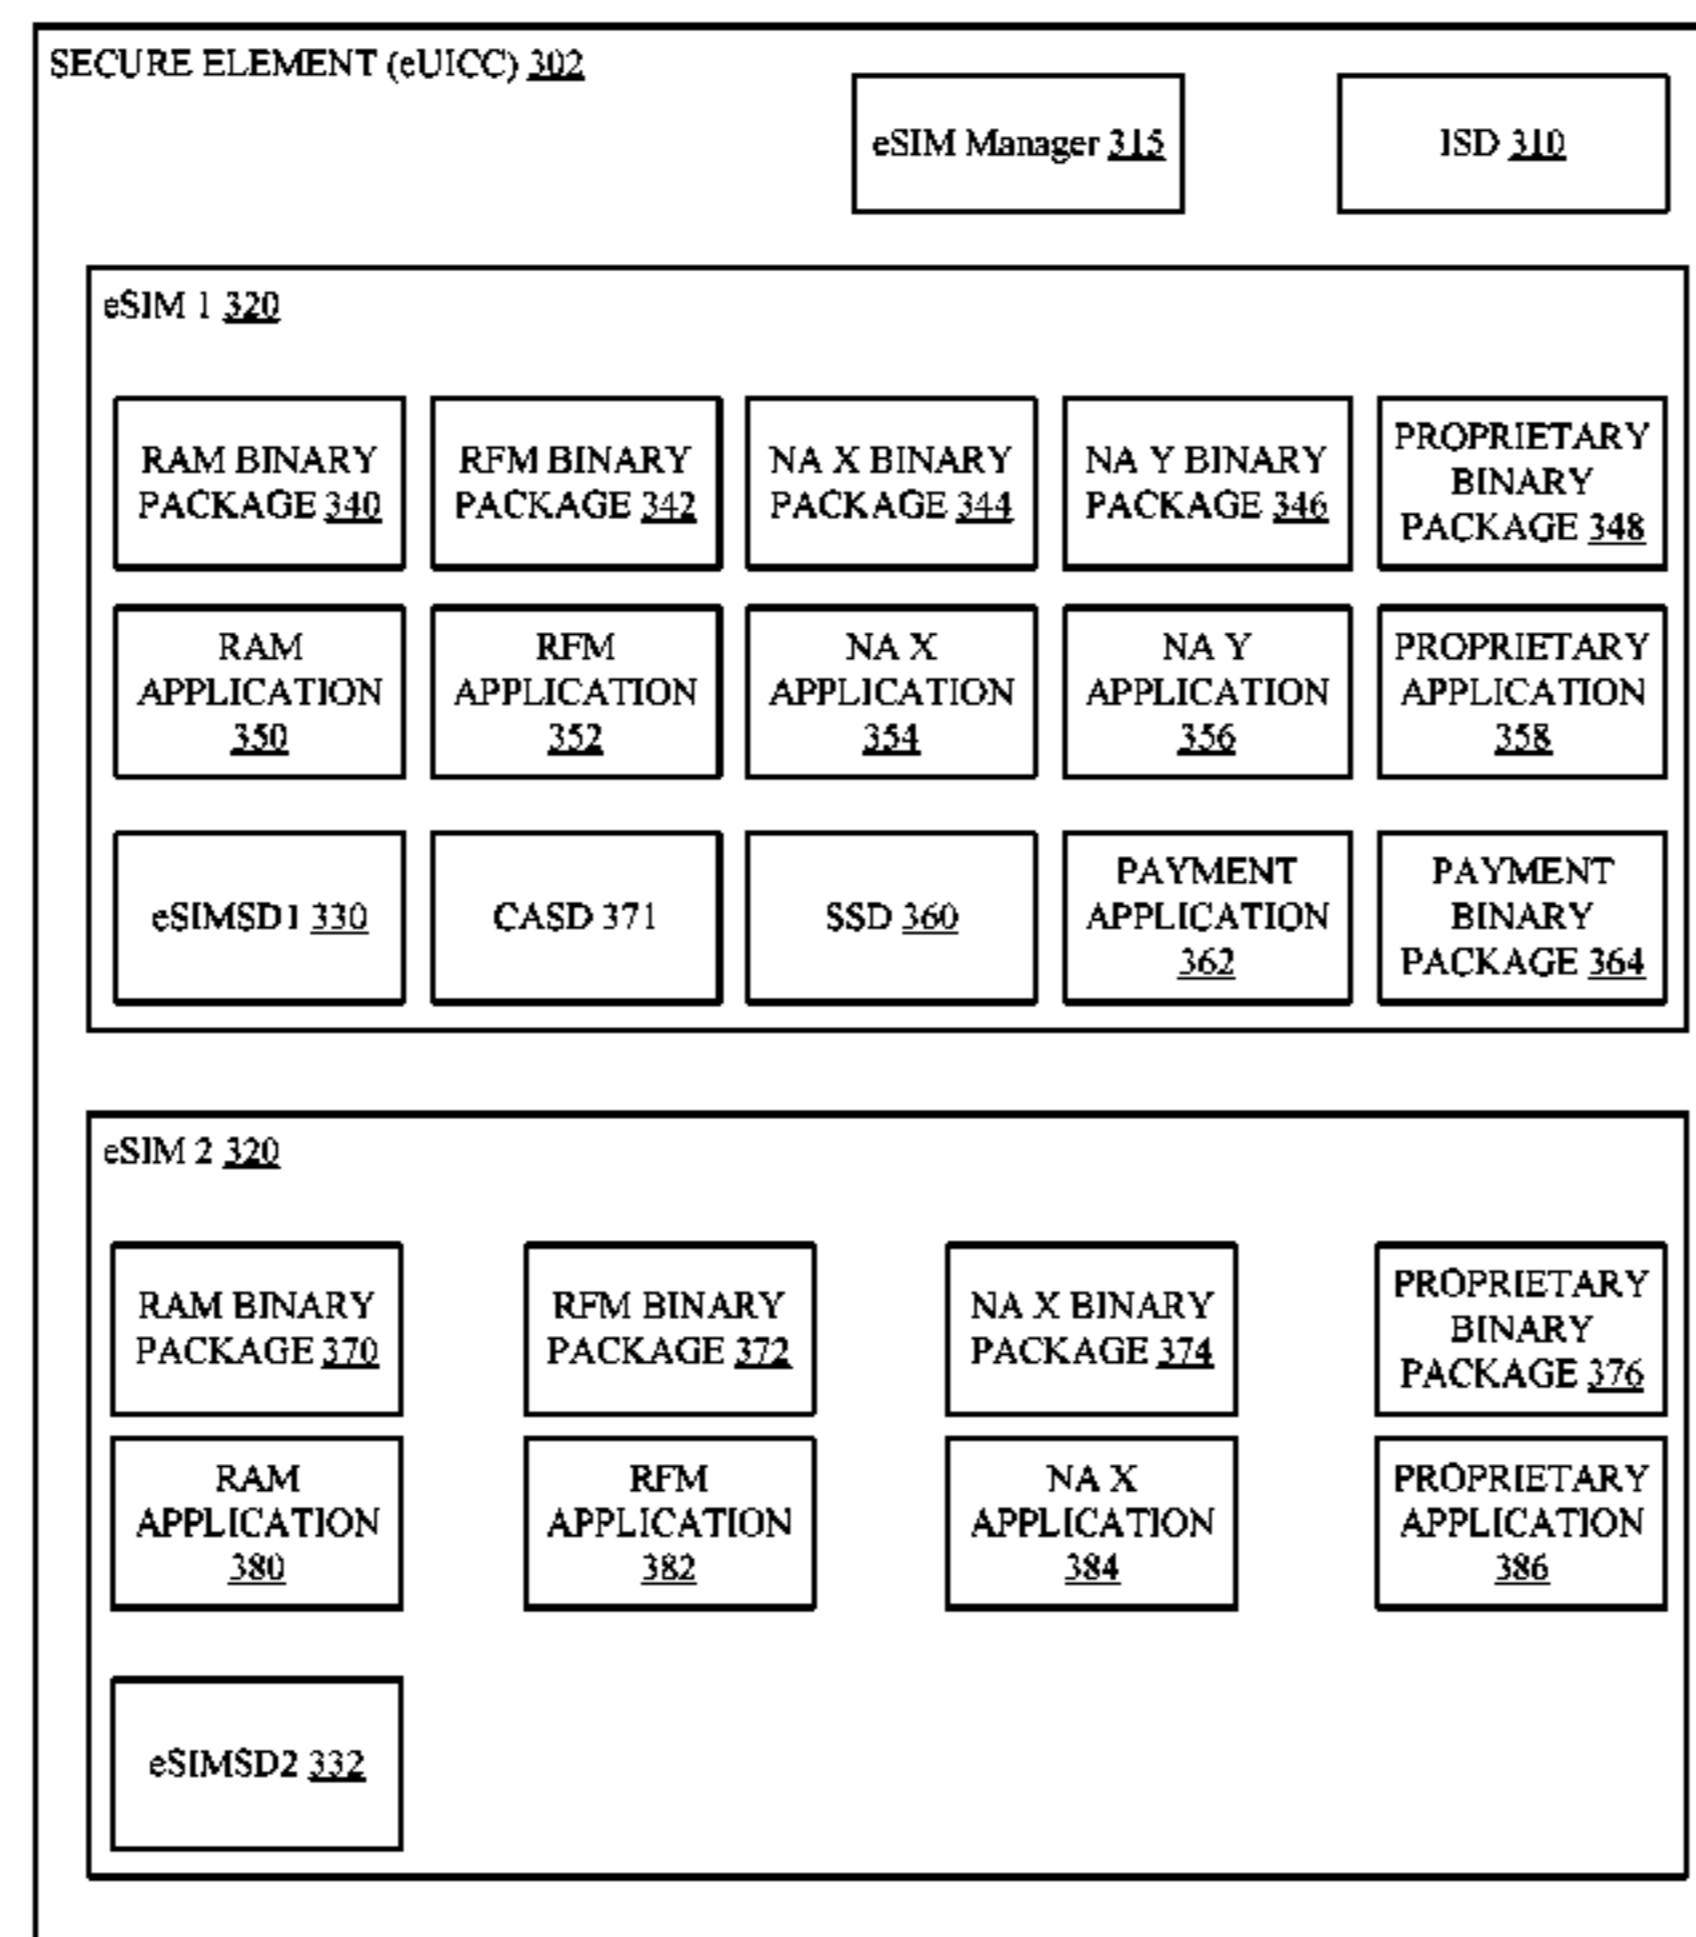 SECURE ELEMENT (eUICC) 302
eSIM Manager 315
ISD 310
eSIM 1 320
RAM BINARY
PACKAGE 340
RFM BINARY
PACKAGE 342
NA X BINARY
PACKAGE 344
NA Y BINARY
PACKAGE 346
PROPRIETARY
BINARY
PACKAGE 348
RAM
APPLICATION
350
RFM
APPLICATION
352
NA X
APPLICATION
354
NA Y
APPLICATION
356
PROPRIETARY
APPLICATION
358
eSIMSD1 330
CASD 371
SSD 360
PAYMENT
APPLICATION
362
PAYMENT
BINARY
PACKAGE 364
eSIM 2 320
RAM BINARY
PACKAGE 370
RFM BINARY
PACKAGE 372
NA X BINARY
PACKAGE 374
PROPRIETARY
BINARY
PACKAGE 376
RAM
APPLICATION
380
RFM
APPLICATION
382
NA X
APPLICATION
384
PROPRIETARY
APPLICATION
386
eSIMSD2 332